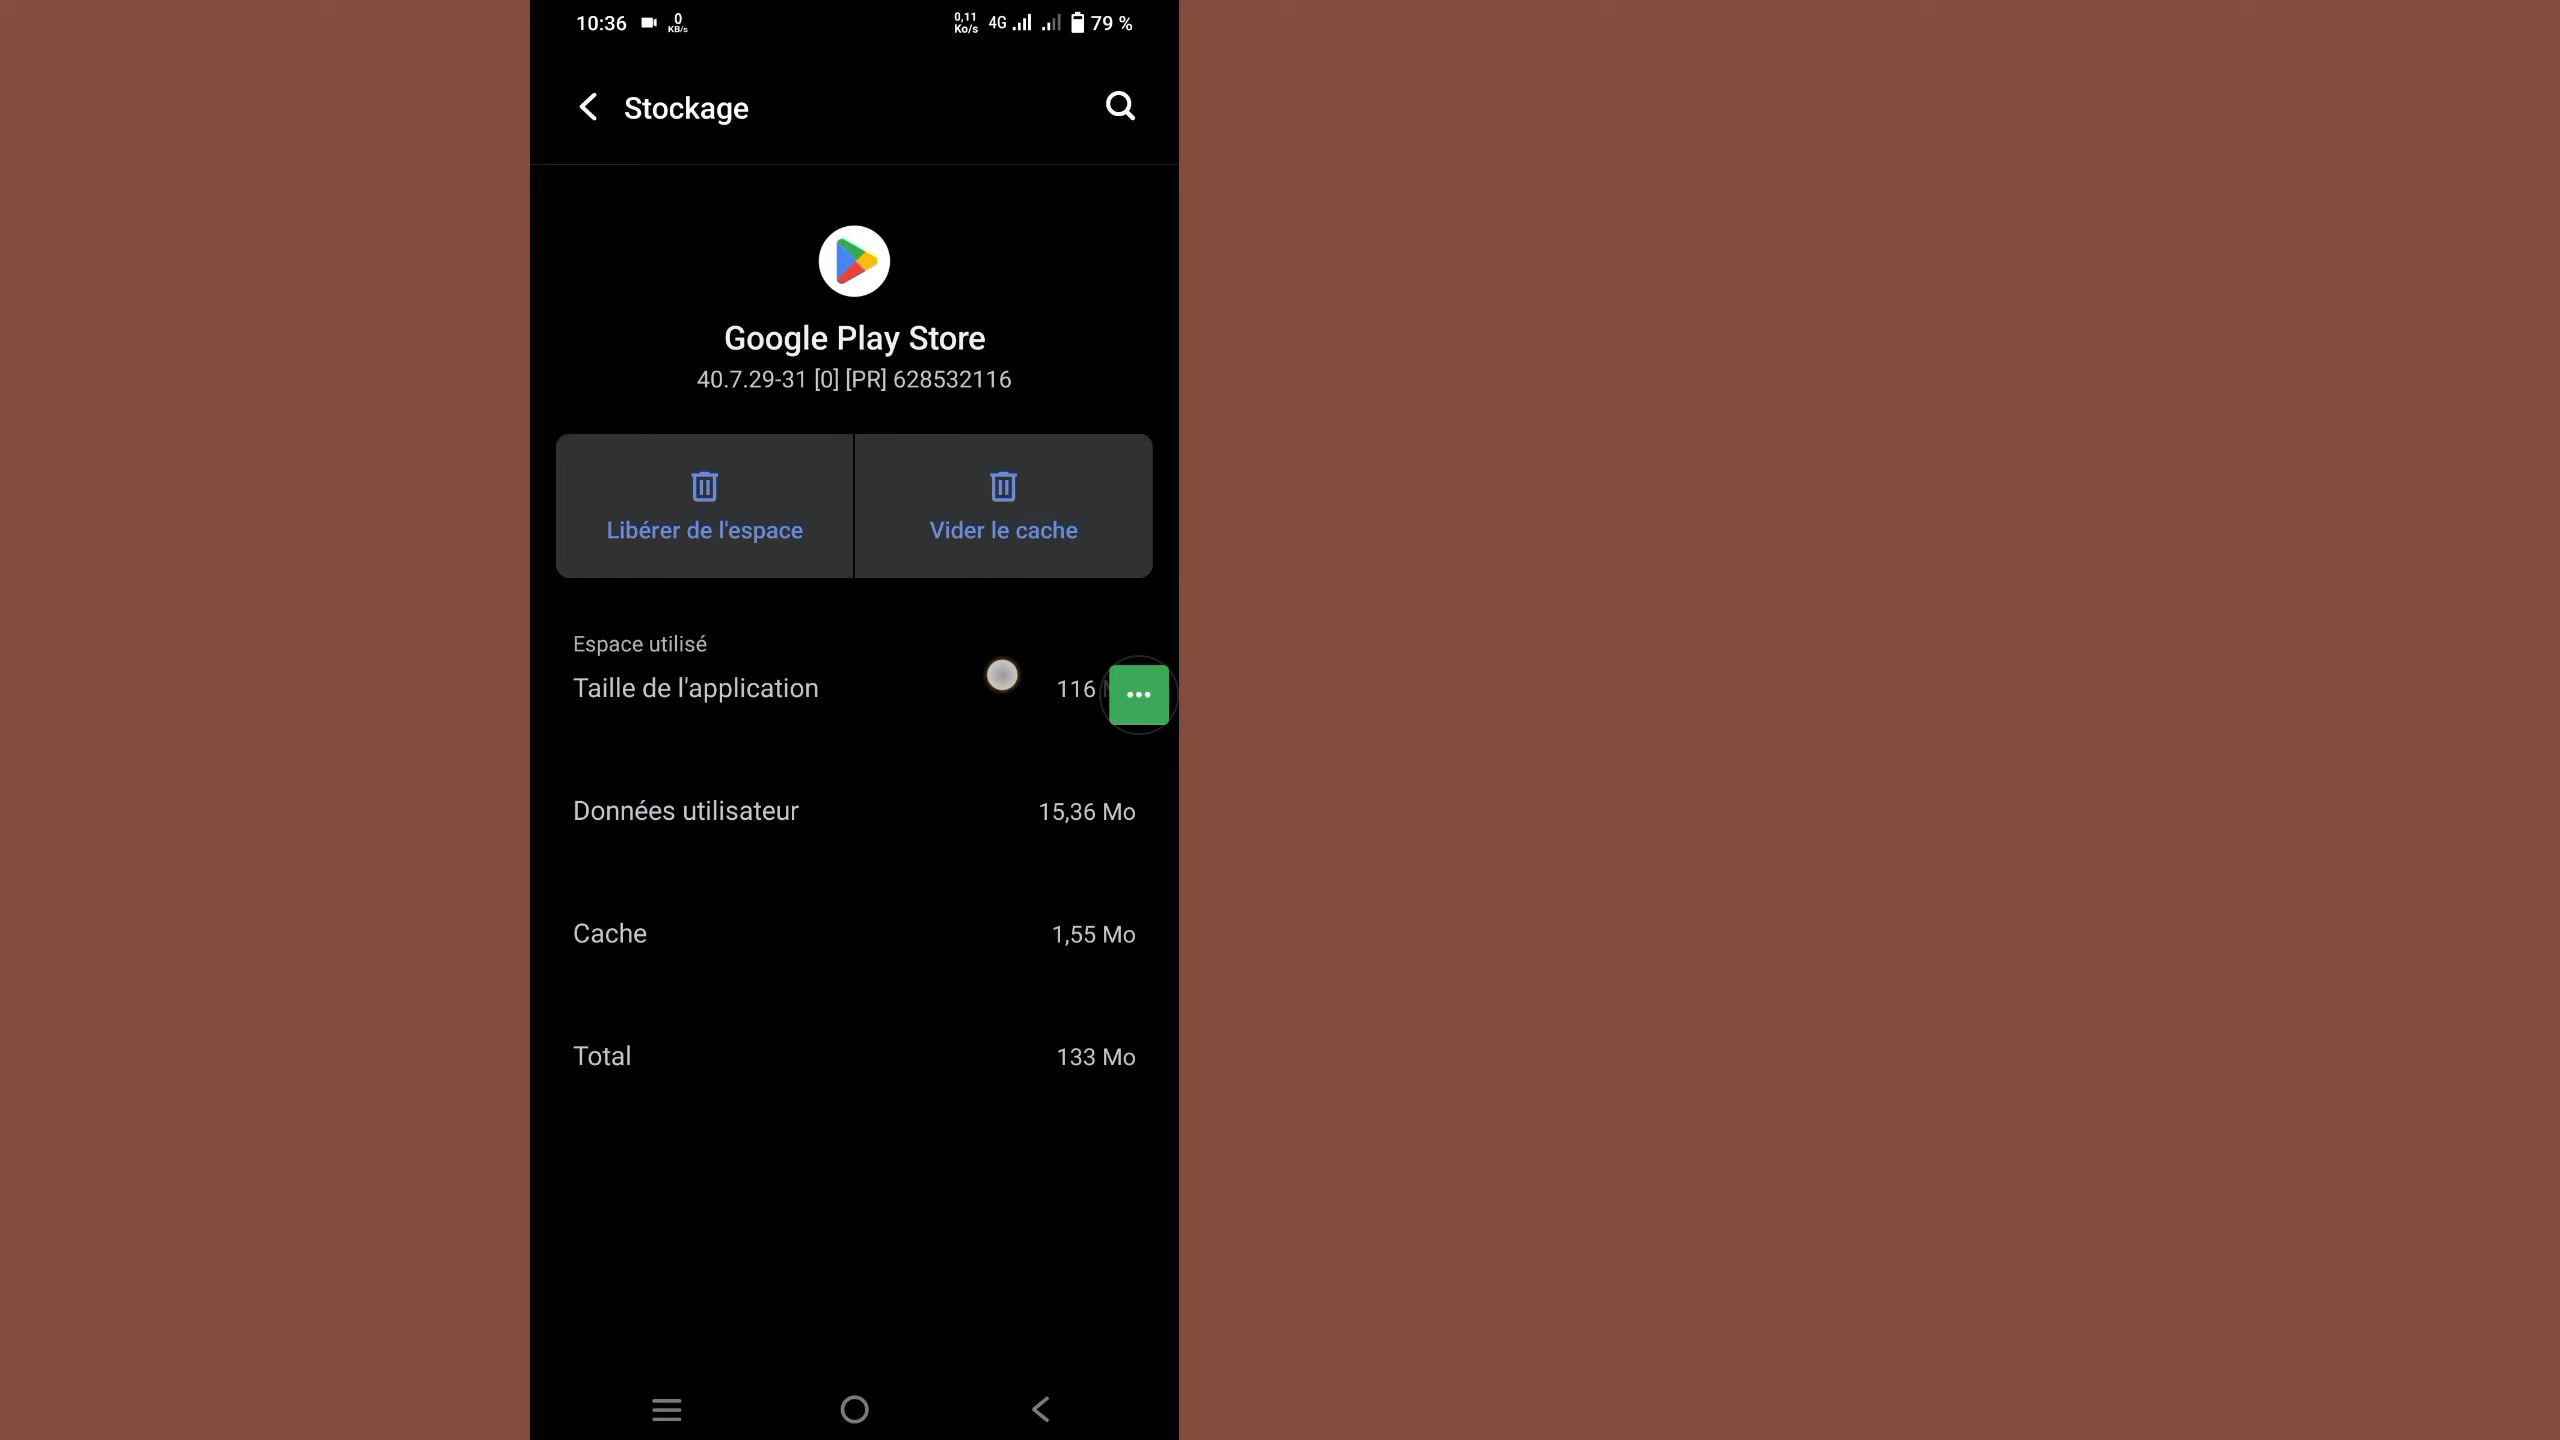 10:36 0 KB/s 0,11 Ko/s 4G 79 %
Stockage
Google Play Store
40.7.29-31 [0] [PR] 628532116
Libérer de l'espace
Vider le cache
Espace utilisé
Taille de l'application 116
Données utilisateur 15,36 Mo
Cache 1,55 Mo
Total 133 Mo